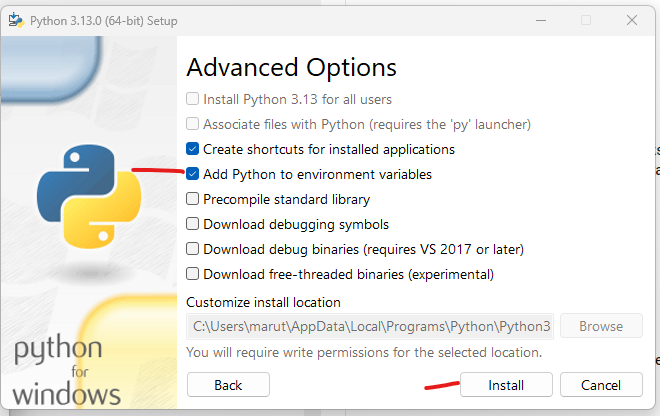 Python 3.13.0 (64-bit) Setup
Advanced Options
Install Python 3.13 for all users
Associate files with Python (requires the 'py' launcher)
Create shortcuts for installed applications
Add Python to environment variables
Precompile standard library
Download debugging symbols
Download debug binaries (requires VS 2017 or later)
Download free-threaded binaries (experimental)
Customize install location
C:\Users\marut\AppData\Local\Programs\Python\Python3
Browse
You will require write permissions for the selected location.
python
for
windows
Back
Install
Cancel